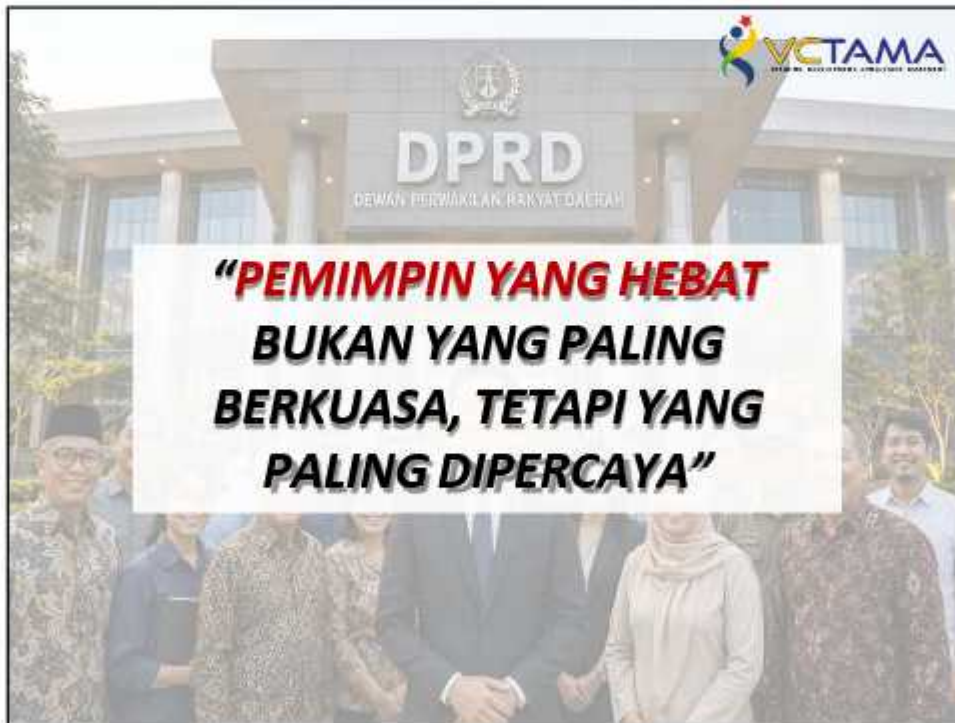 VCTAMA
DPRD
DEWAN PERWAKILAN RAKYAT DAERAH
“PEMIMPIN YANG HEBAT
BUKAN YANG PALING
BERKUASA, TETAPI YANG
PALING DIPERCAYA”